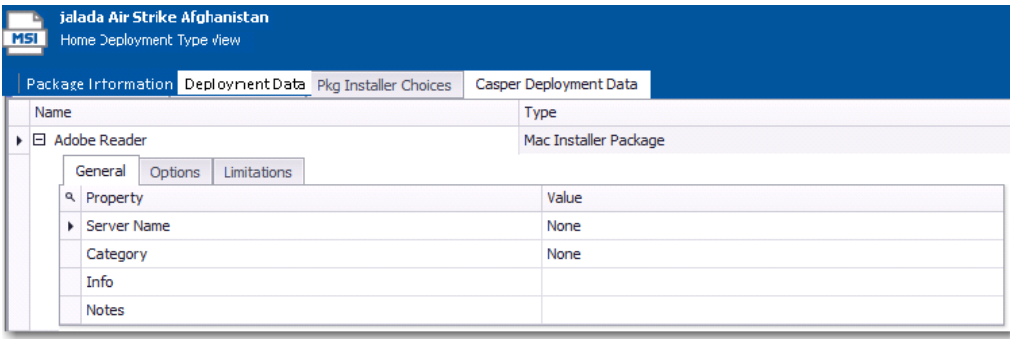 jalada Air Strike Afghanistan
MSI
Home Deployment Type View
Package Information Deployment Data Pkg Installer Choices Casper Deployment Data
Name Type
Adobe Reader Mac Installer Package
General Options Limitations
Property Value
Server Name None
Category None
Info
Notes